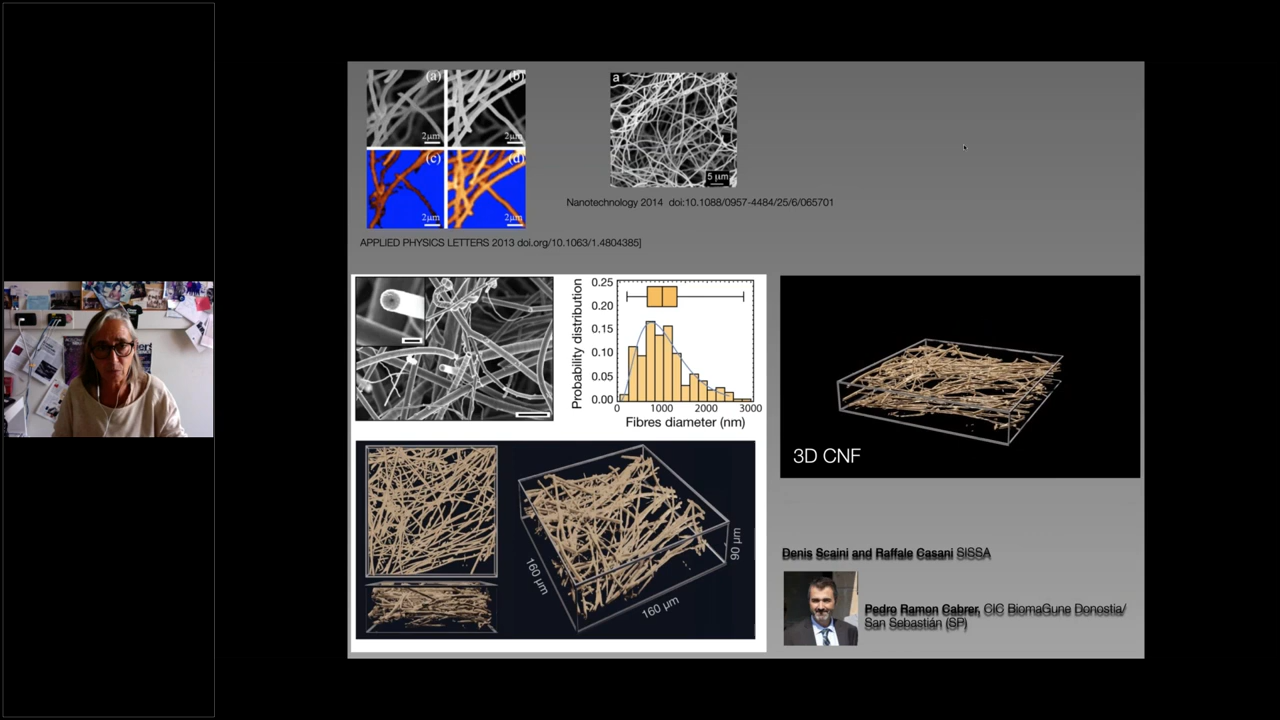 (a)
(b)
2μm
2μm
(c)
(d)
2μm
2μm
a
5 μm
Nanotechnology 2014 doi:10.1088/0957-4484/25/6/065701
APPLIED PHYSICS LETTERS 2013 doi.org/10.1063/1.4804385]
Probability distribution
0.25
0.20
0.15
0.10
0.05
0.00
0 1000 2000 3000
Fibres diameter (nm)
160 μm
160 μm
90 μm
3D CNF
Denis Scaini and Raffale Casani SISSA
Pedro Ramon Cabrer, CIC BiomaGune Donostia/
San Sebastián (SP)